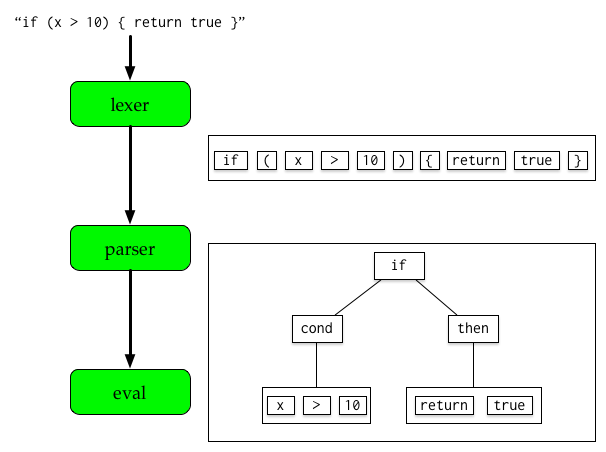 “if (x > 10) { return true }”
lexer
if ( x > 10 ) { return true }
parser
if
cond then
x > 10 return true
eval